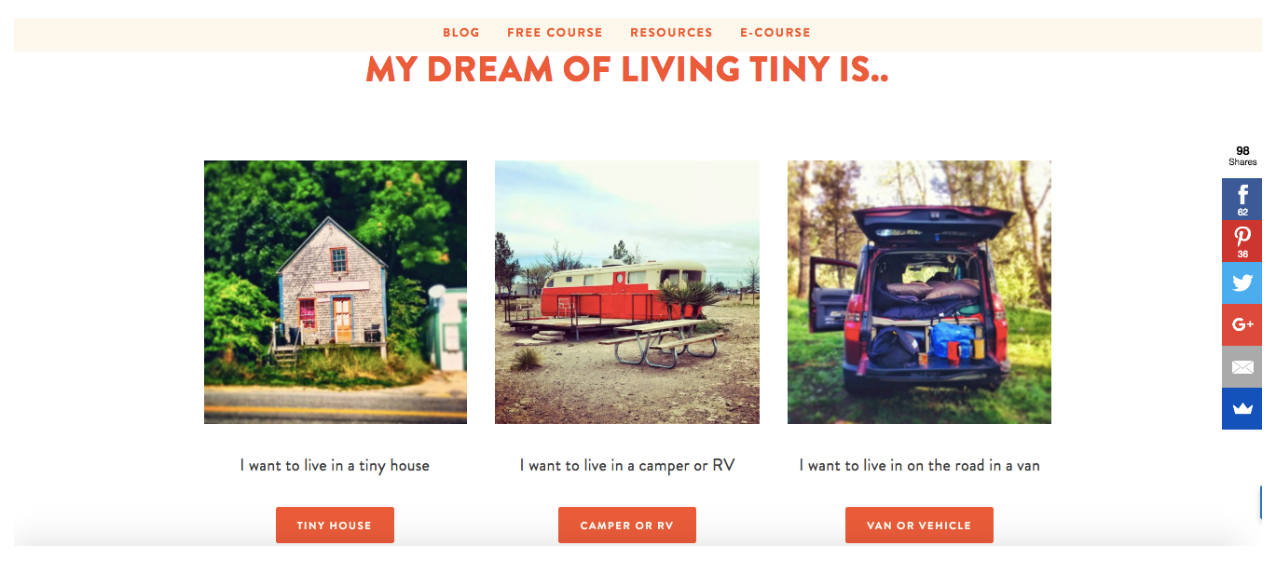 BLOG FREE COURSE RESOURCES E-COURSE
MY DREAM OF LIVING TINY IS..
98
Shares
62
36
G+
I want to live in a tiny house
I want to live in a camper or RV
I want to live in on the road in a van
TINY HOUSE
CAMPER OR RV
VAN OR VEHICLE